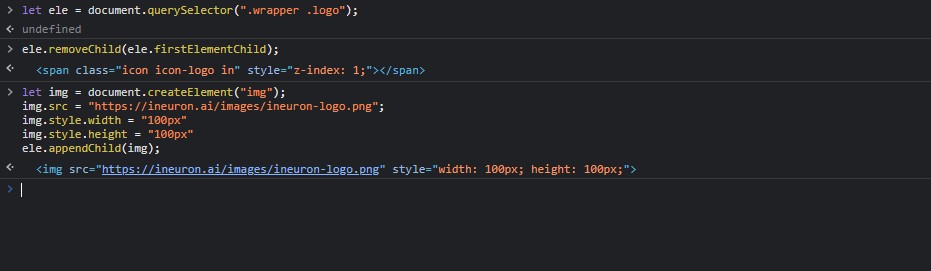 > let ele = document.querySelector(".wrapper .logo");
< undefined
> ele.removeChild(ele.firstElementChild);
< <span class="icon icon-logo in" style="z-index: 1;"></span>
> let img = document.createElement("img");
img.src = "https://ineuron.ai/images/ineuron-logo.png";
img.style.width = "100px"
img.style.height = "100px"
ele.appendChild(img);
< <img src="https://ineuron.ai/images/ineuron-logo.png" style="width: 100px; height: 100px;">
>